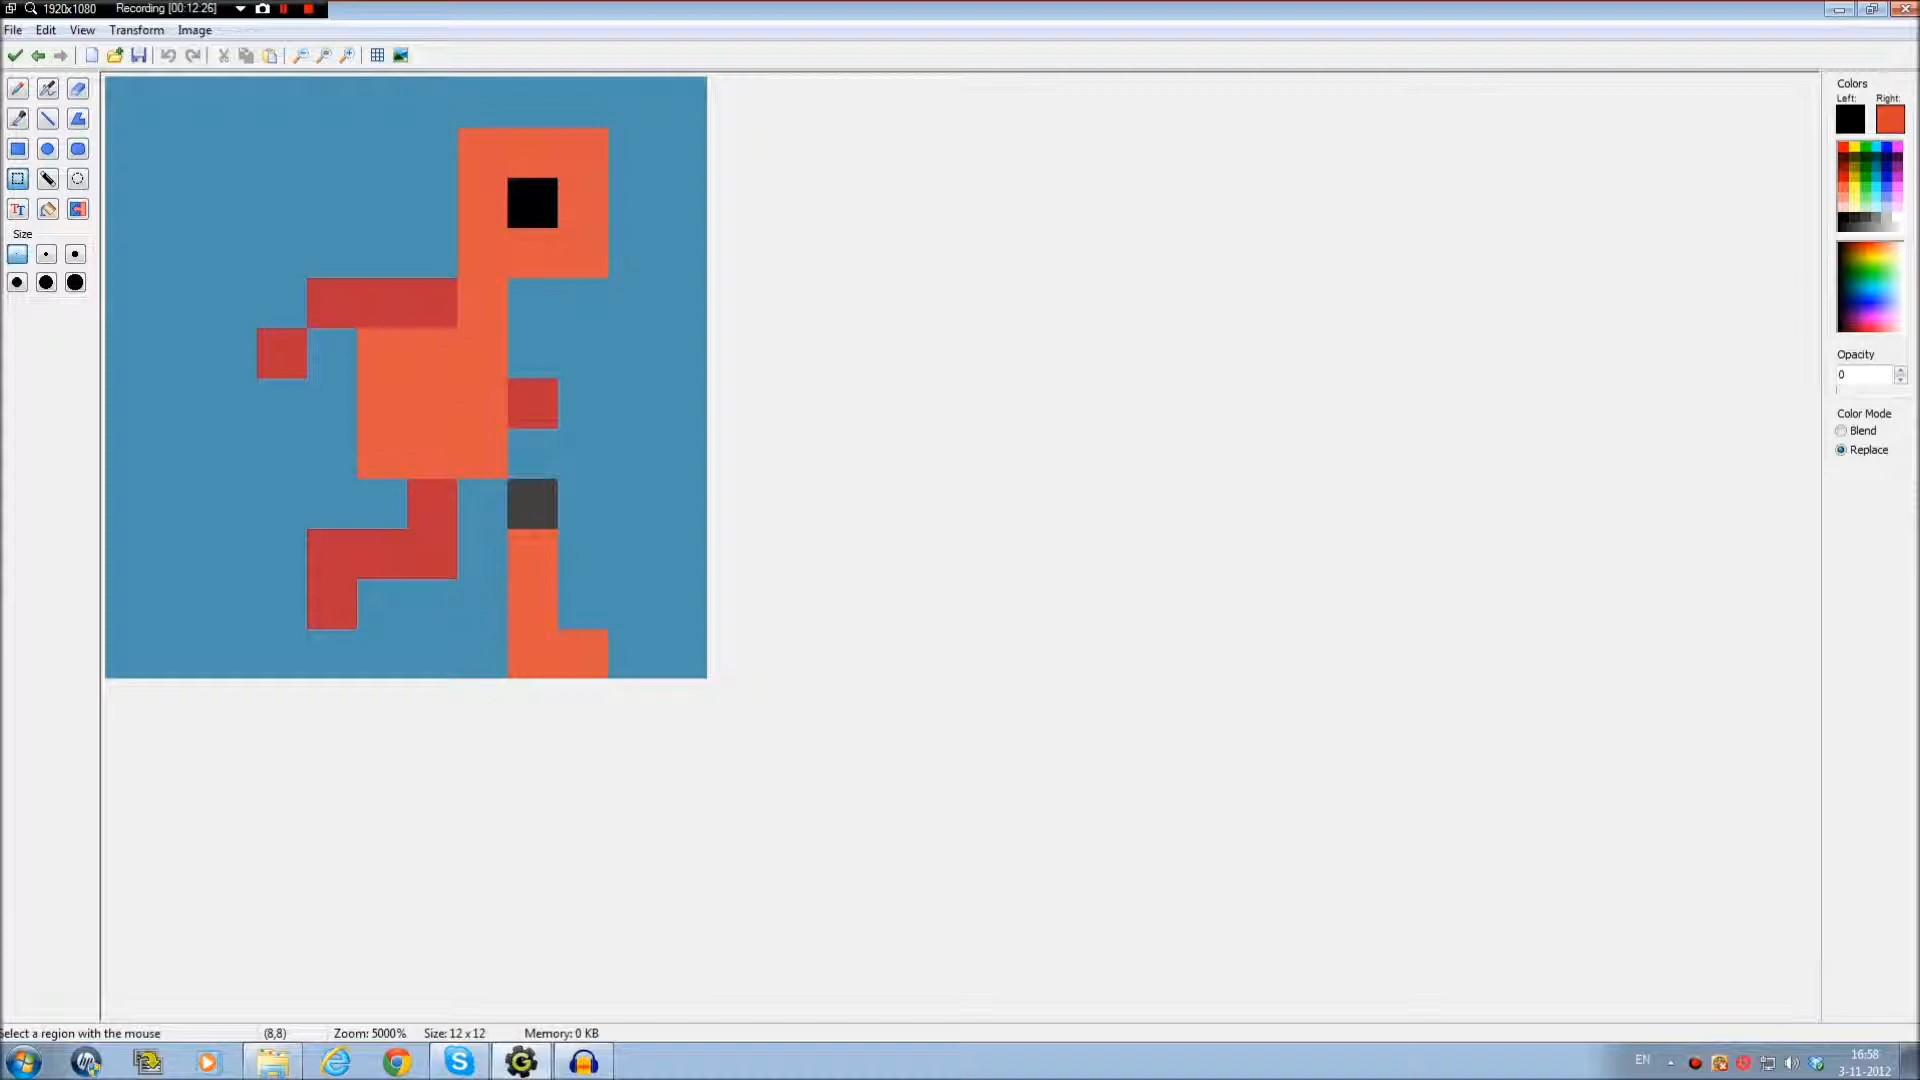 1920x1080 Recording [00:12:26]
File Edit View Transform Image
Colors
Left: Right:
TT
Size
Opacity
0
Color Mode
Blend
Replace
Select a region with the mouse (8,8) Zoom: 5000% Size: 12 x 12 Memory: 0 KB
EN
16:58
3-11-2012